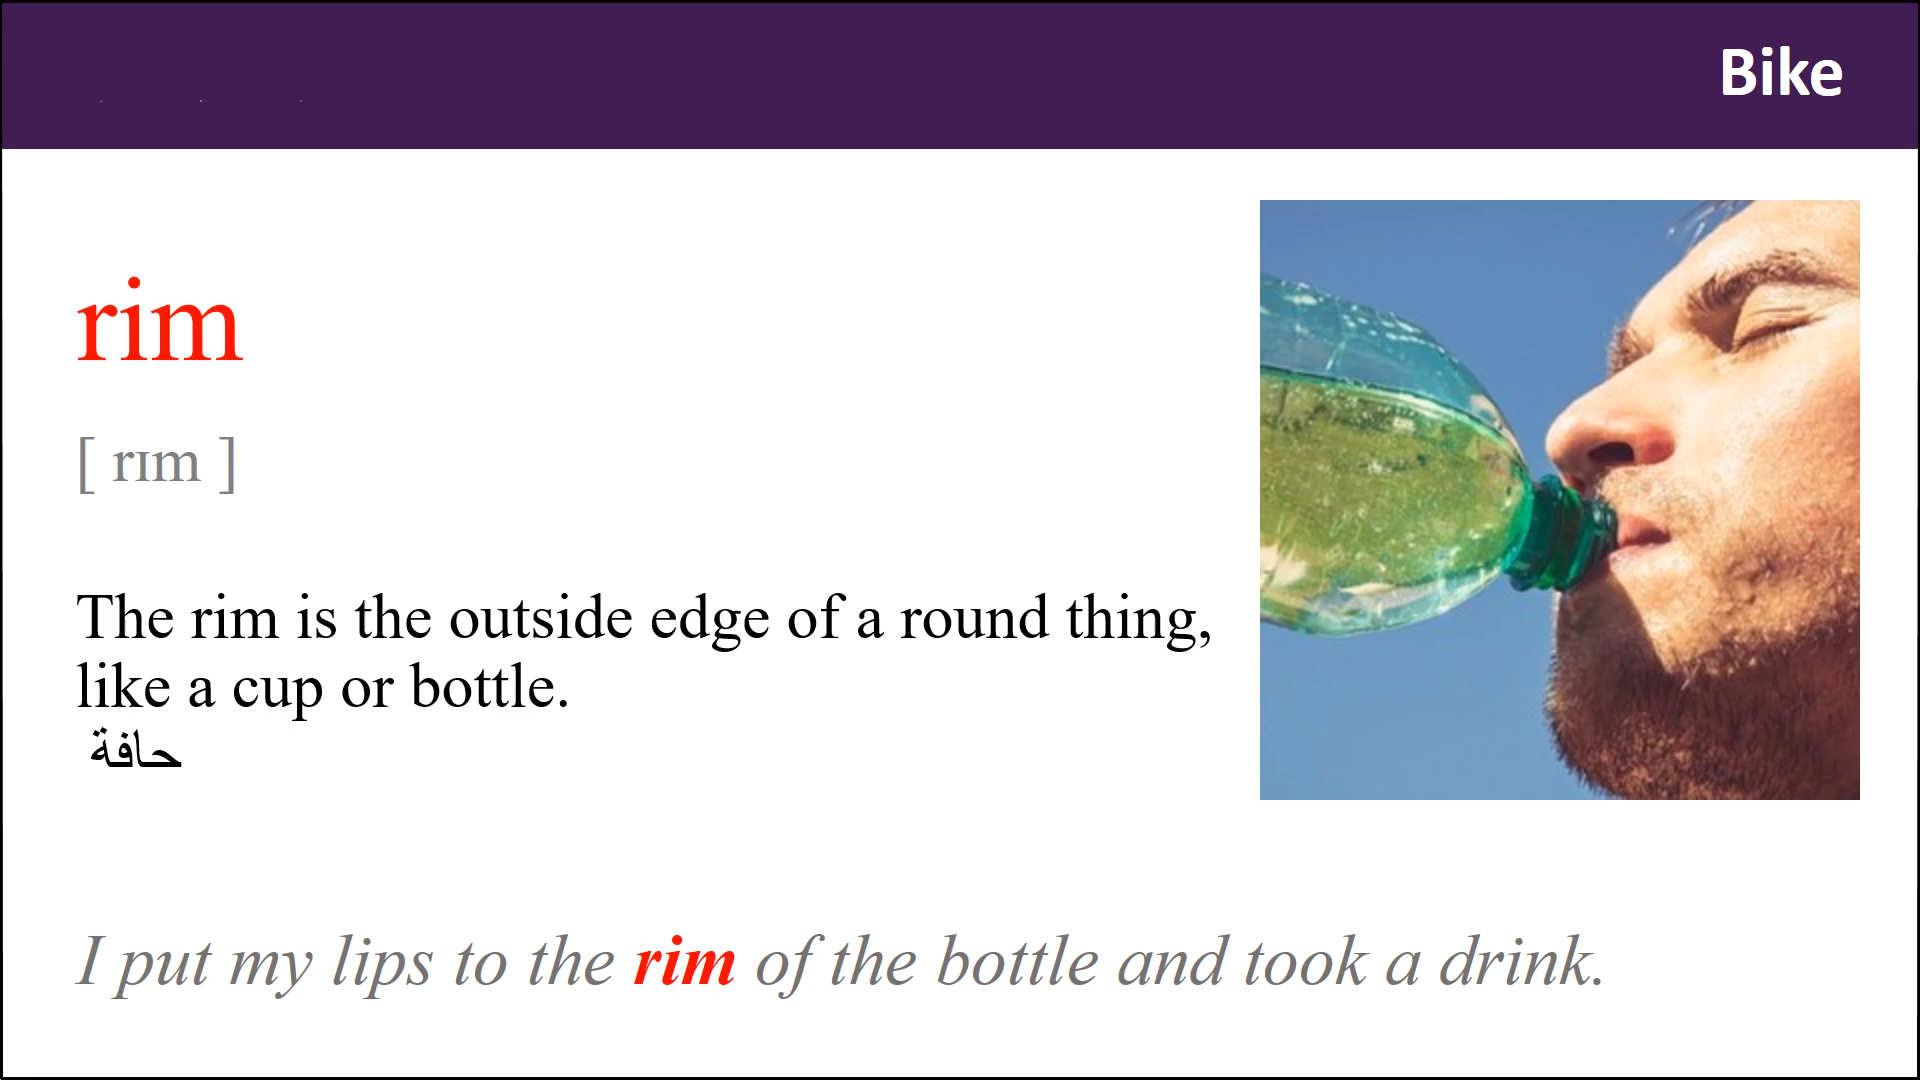 Bike
rim
[ rɪm ]
The rim is the outside edge of a round thing,
like a cup or bottle.
حافة
I put my lips to the rim of the bottle and took a drink.